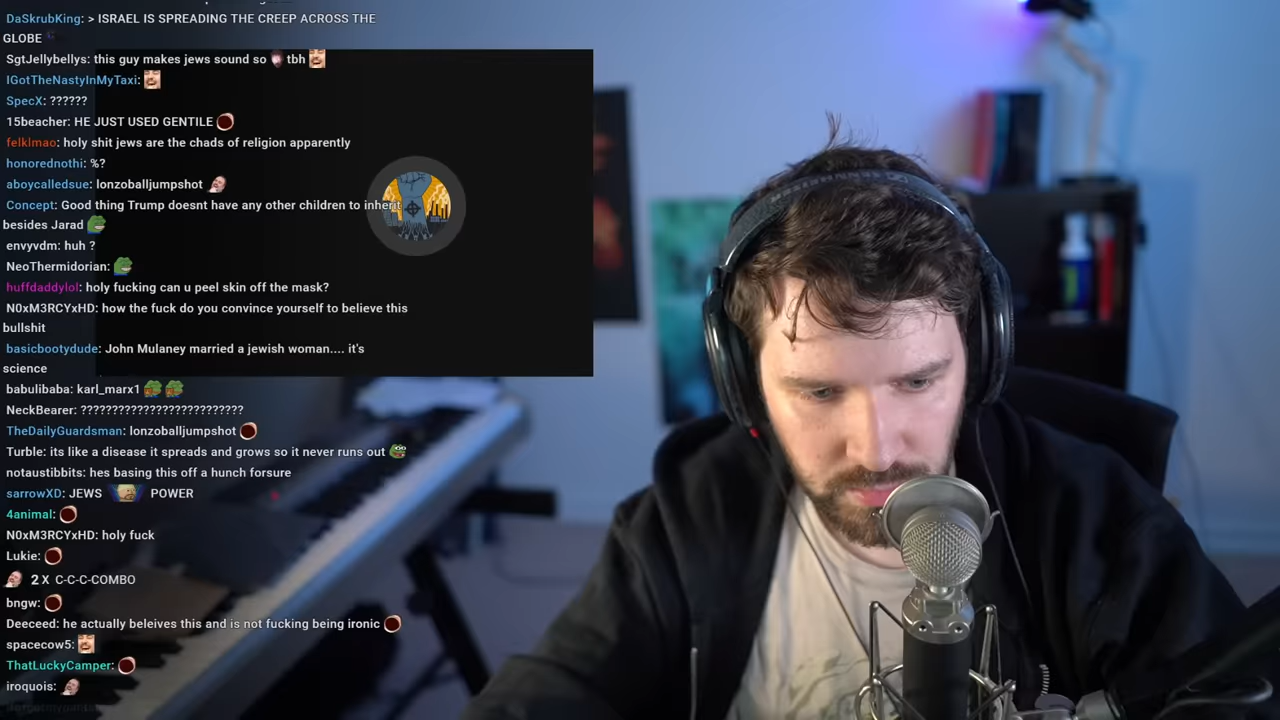 DaSkrubKing: > ISRAEL IS SPREADING THE CREEP ACROSS THE
GLOBE
SgtJellybellys: this guy makes jews sound so tbh
IGotTheNastyInMyTaxi:
SpecX: ??????
15beacher: HE JUST USED GENTILE
felklmao: holy shit jews are the chads of religion apparently
honorednothi: %?
aboycalledsue: lonzoballjumpshot
Concept: Good thing Trump doesnt have any other children to inherit
besides Jarad
envyvdm: huh ?
NeoThermidorian:
huffdaddylol: holy fucking can u peel skin off the mask?
N0xM3RCYxHD: how the fuck do you convince yourself to believe this
bullshit
basicbootydude: John Mulaney married a jewish woman.... it's
science
babulibaba: karl_marx1
NeckBearer: ??????????????????????????
TheDailyGuardsman: lonzoballjumpshot
Turble: its like a disease it spreads and grows so it never runs out
notaustibbits: hes basing this off a hunch forsure
sarrowXD: JEWS POWER
4animal:
N0xM3RCYxHD: holy fuck
Lukie:
2 X C-C-C-COMBO
bngw:
Deeceed: he actually beleives this and is not fucking being ironic
spacecow5:
ThatLuckyCamper:
iroquois: